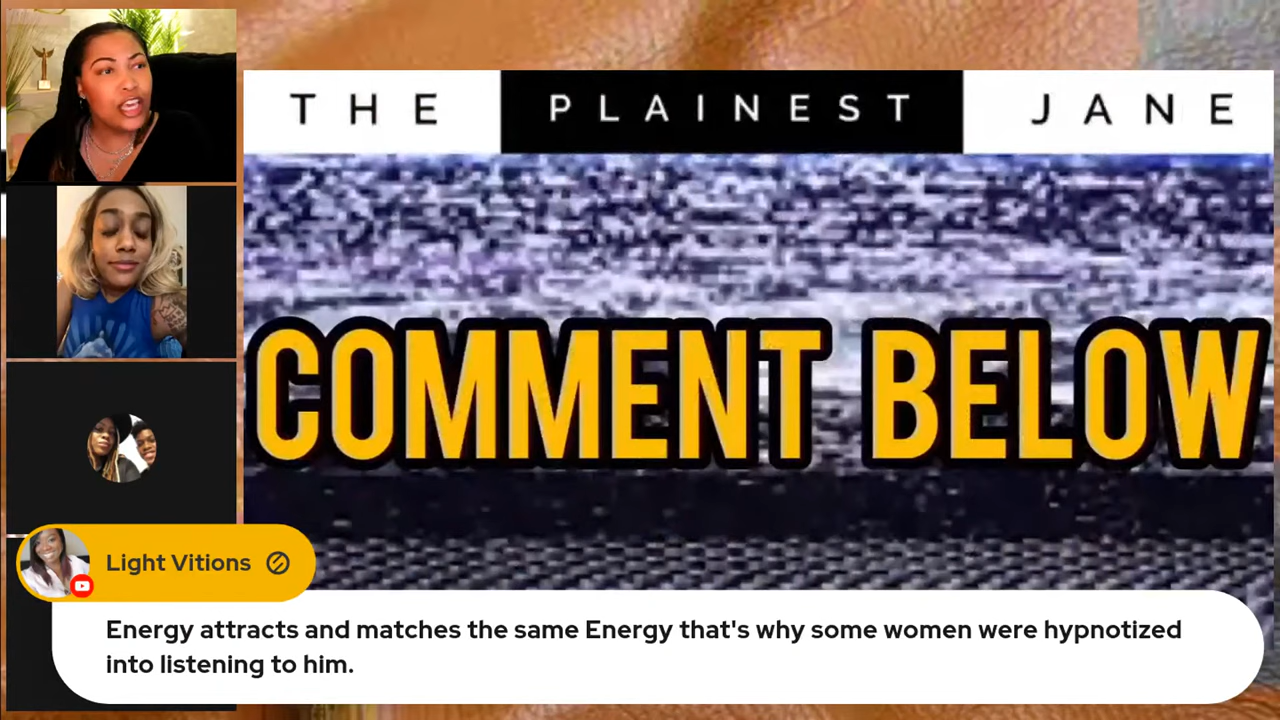 THE PLAINEST JANE
COMMENT BELOW
Light Vitions
Energy attracts and matches the same Energy that's why some women were hypnotized
into listening to him.